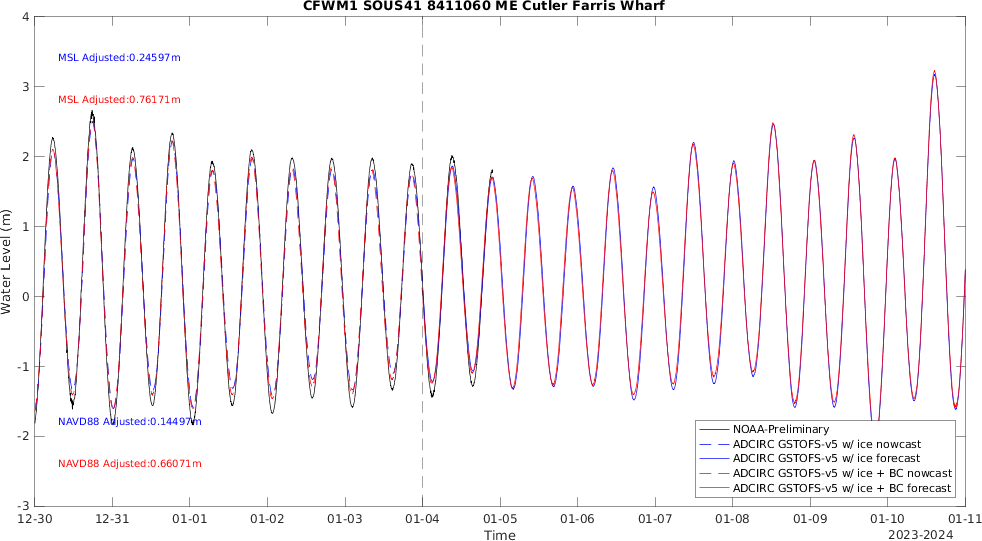 CFWM1 SOUS41 8411060 ME Cutler Farris Wharf
4
3
2
1
0
-1
-2
-3
Water Level (m)
MSL Adjusted:0.24597m
MSL Adjusted:0.76171m
NAVD88 Adjusted:0.14497m
NAVD88 Adjusted:0.66071m
NOAA-Preliminary
ADCIRC GSTOFS-v5 w/ ice nowcast
ADCIRC GSTOFS-v5 w/ ice forecast
ADCIRC GSTOFS-v5 w/ ice + BC nowcast
ADCIRC GSTOFS-v5 w/ ice + BC forecast
12-30 12-31 01-01 01-02 01-03 01-04 01-05 01-06 01-07 01-08 01-09 01-10 01-11
Time
2023-2024